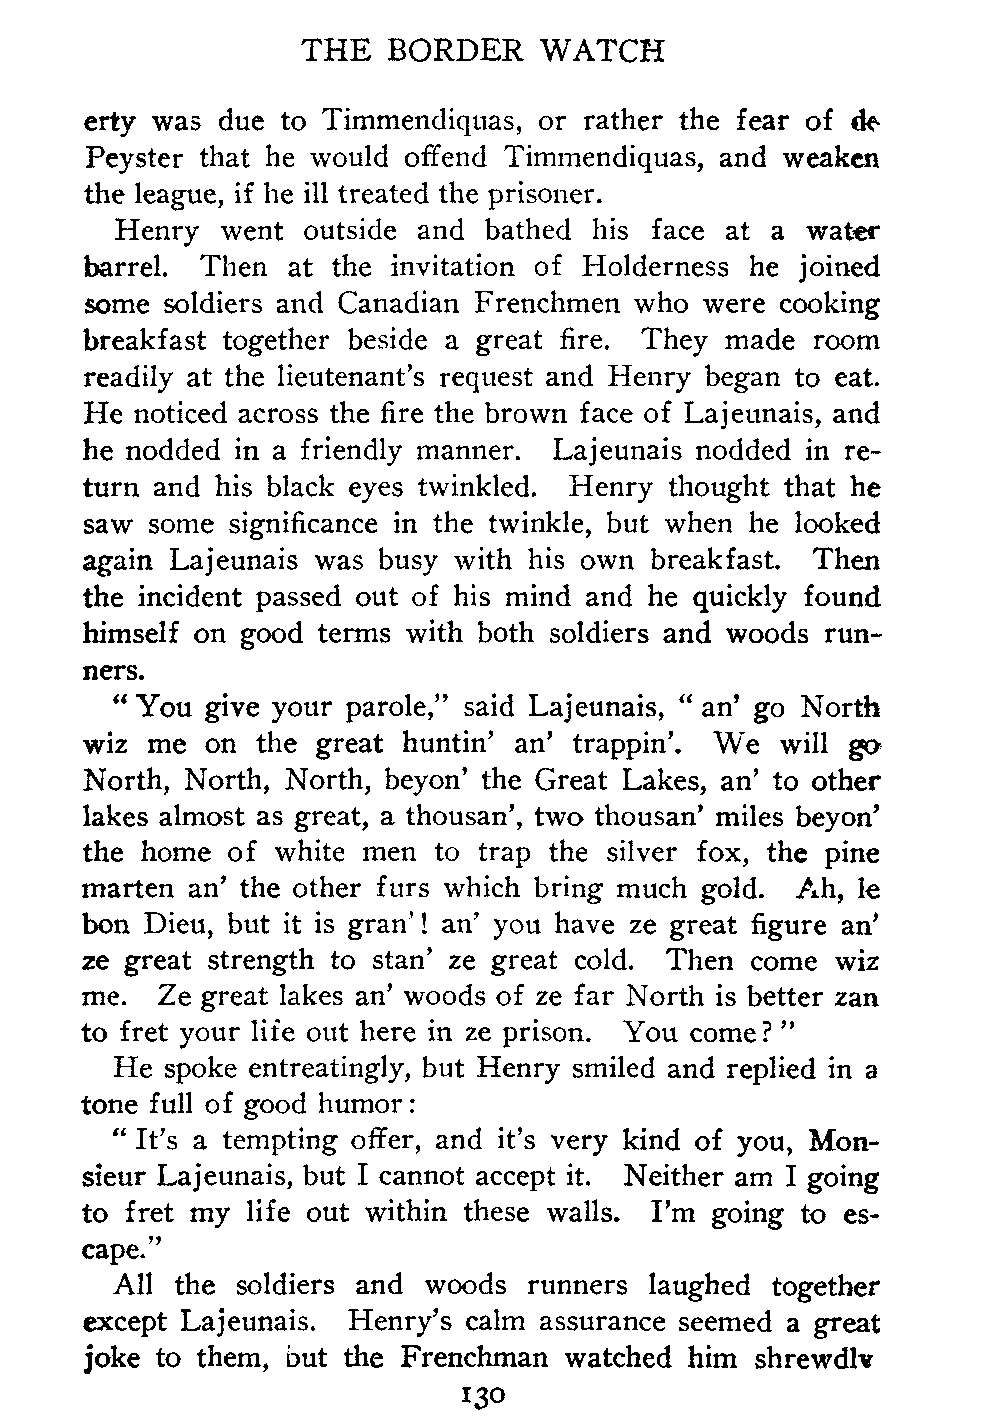 THE BORDER WATCH
erty was due to Timmendiquas, or rather the fear of de
Peyster that he would offend Timmendiquas, and weaken
the league, if he ill treated the prisoner.
Henry went outside and bathed his face at a water
barrel. Then at the invitation of Holderness he joined
some soldiers and Canadian Frenchmen who were cooking
breakfast together beside a great fire. They made room
readily at the lieutenant's request and Henry began to eat.
He noticed across the fire the brown face of Lajeunais, and
he nodded in a friendly manner. Lajeunais nodded in re-
turn and his black eyes twinkled. Henry thought that he
saw some significance in the twinkle, but when he looked
again Lajeunais was busy with his own breakfast. Then
the incident passed out of his mind and he quickly found
himself on good terms with both soldiers and woods run-
ners.
“ You give your parole,” said Lajeunais, “ an' go North
wiz me on the great huntin' an' trappin'. We will go
North, North, North, beyon' the Great Lakes, an' to other
lakes almost as great, a thousan', two thousan' miles beyon'
the home of white men to trap the silver fox, the pine
marten an' the other furs which bring much gold. Ah, le
bon Dieu, but it is gran'! an' you have ze great figure an'
ze great strength to stan' ze great cold. Then come wiz
me. Ze great lakes an' woods of ze far North is better zan
to fret your life out here in ze prison. You come? ”
He spoke entreatingly, but Henry smiled and replied in a
tone full of good humor:
“ It's a tempting offer, and it's very kind of you, Mon-
sieur Lajeunais, but I cannot accept it. Neither am I going
to fret my life out within these walls. I'm going to es-
cape.”
All the soldiers and woods runners laughed together
except Lajeunais. Henry's calm assurance seemed a great
joke to them, but the Frenchman watched him shrewdly
130